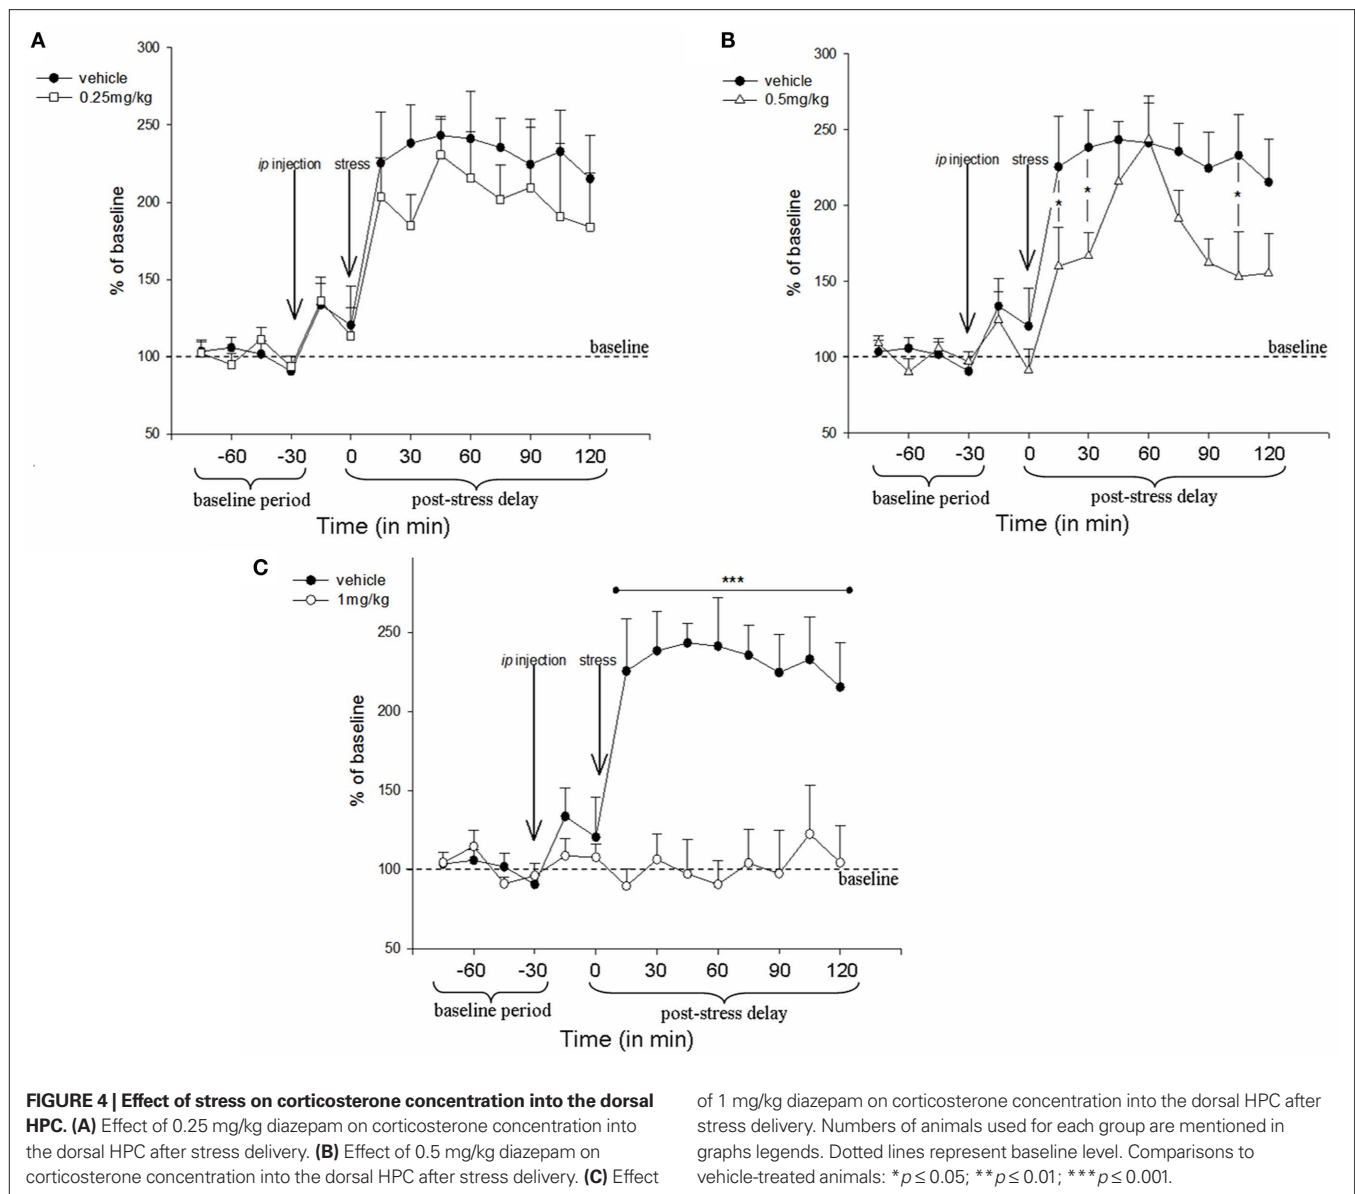 A
vehicle
0.25mg/kg
300
250
200
150
100
50
% of baseline
ip injection
stress
baseline
-60
-30
0
30
60
90
120
baseline period
post-stress delay
Time (in min)
B
vehicle
0.5mg/kg
300
250
200
150
100
50
% of baseline
ip injection
stress
*
*
*
baseline
-60
-30
0
30
60
90
120
baseline period
post-stress delay
Time (in min)
C
vehicle
1mg/kg
***
250
200
150
100
50
% of baseline
ip injection
stress
baseline
-60
-30
0
30
60
90
120
baseline period
post-stress delay
Time (in min)
FIGURE 4 | Effect of stress on corticosterone concentration into the dorsal
HPC. (A) Effect of 0.25 mg/kg diazepam on corticosterone concentration into
the dorsal HPC after stress delivery. (B) Effect of 0.5 mg/kg diazepam on
corticosterone concentration into the dorsal HPC after stress delivery. (C) Effect
of 1 mg/kg diazepam on corticosterone concentration into the dorsal HPC after
stress delivery. Numbers of animals used for each group are mentioned in
graphs legends. Dotted lines represent baseline level. Comparisons to
vehicle-treated animals: *p ≤ 0.05; **p ≤ 0.01; ***p ≤ 0.001.